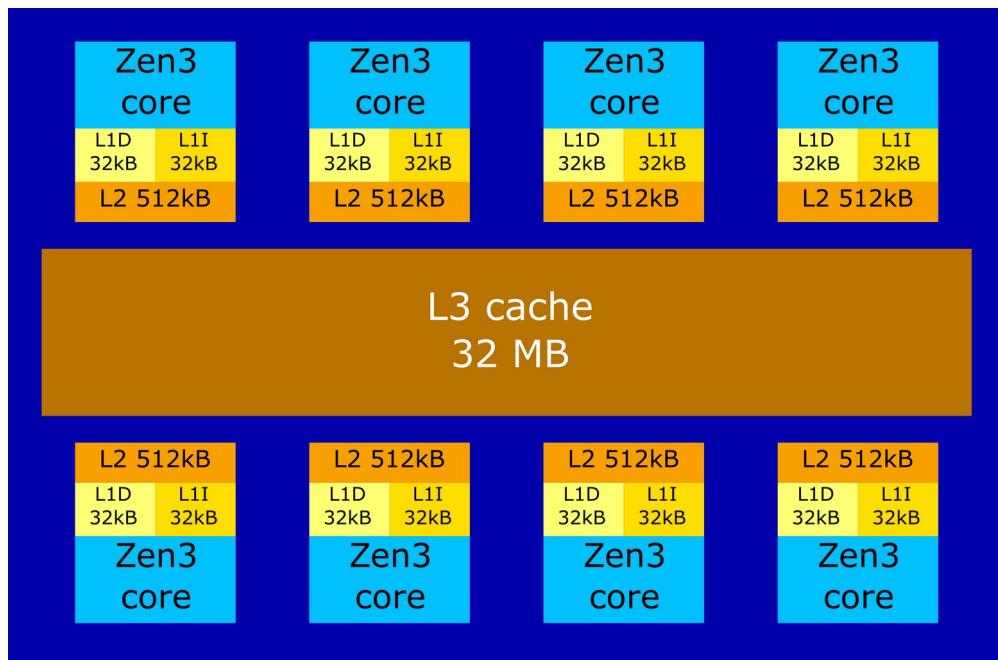 Zen3
core
L1D
32kB
L1I
32kB
L2 512kB
Zen3
core
L1D
32kB
L1I
32kB
L2 512kB
Zen3
core
L1D
32kB
L1I
32kB
L2 512kB
Zen3
core
L1D
32kB
L1I
32kB
L2 512kB
L3 cache
32 MB
L2 512kB
L1D
32kB
L1I
32kB
Zen3
core
L2 512kB
L1D
32kB
L1I
32kB
Zen3
core
L2 512kB
L1D
32kB
L1I
32kB
Zen3
core
L2 512kB
L1D
32kB
L1I
32kB
Zen3
core